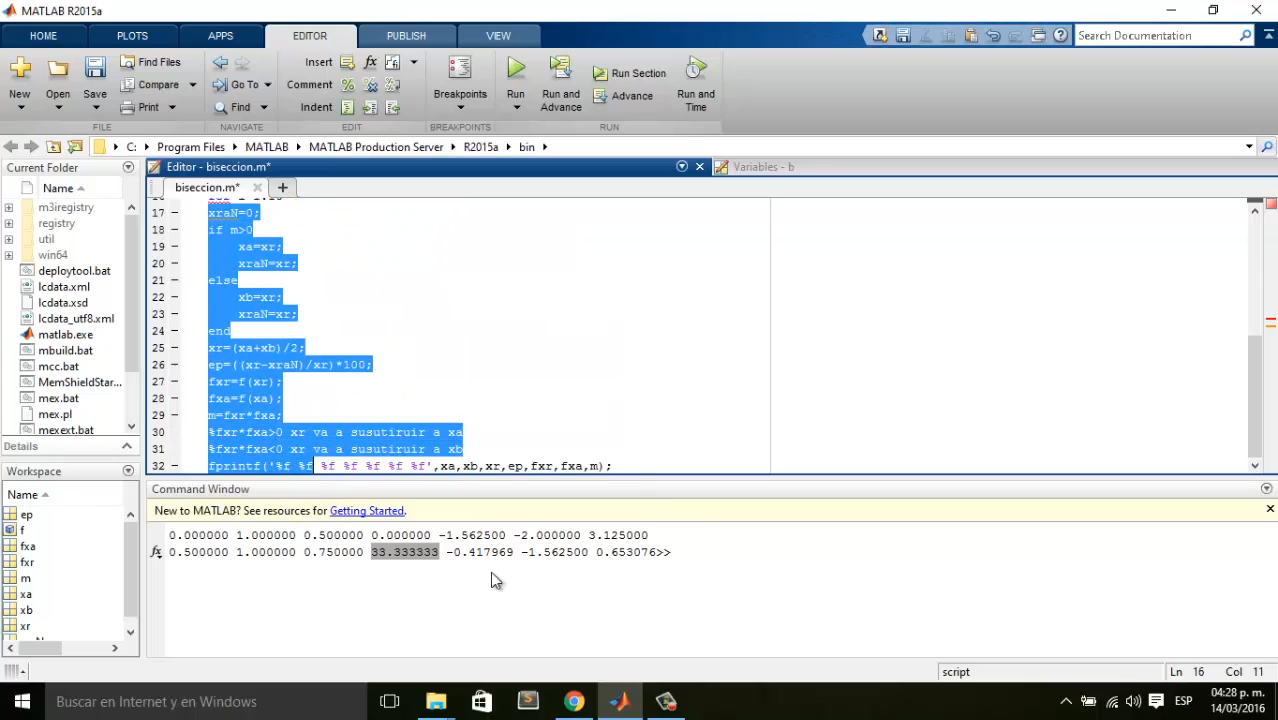 MATLAB R2015a
HOME PLOTS APPS EDITOR PUBLISH VIEW
Search Documentation
New Open Save Find Files Compare Print
Go To Find
Insert fx Comment % Indent
Breakpoints Run Run and Advance Run Section Advance Run and Time
FILE NAVIGATE EDIT BREAKPOINTS RUN
C: Program Files MATLAB MATLAB Production Server R2015a bin
Current Folder
Editor - biseccion.m*
Variables - b
Name
biseccion.m*
m3iregistry
registry
util
win64
deploytool.bat
lcdata.xml
lcdata.xsd
lcdata_utf8.xml
matlab.exe
mbuild.bat
mcc.bat
MemShieldStar...
mex.bat
mex.pl
mexext.bat
17 xraN=0;
18 if m>0
19 xa=xr;
20 xraN=xr;
21 else
22 xb=xr;
23 xraN=xr;
24 end
25 xr=(xa+xb)/2;
26 ep=((xr-xraN)/xr)*100;
27 fxr=f(xr);
28 fxa=f(xa);
29 m=fxr*fxa;
30 %fxr*fxa>0 xr va a susutiruir a xa
31 %fxr*fxa<0 xr va a susutiruir a xb
32 fprintf('%f %f %f %f %f %f %f',xa,xb,xr,ep,fxr,fxa,m);
Details
Workspace
Name
ep
f
fxa
fxr
m
xa
xb
xr
Command Window
New to MATLAB? See resources for Getting Started.
0.000000 1.000000 0.500000 0.000000 -1.562500 -2.000000 3.125000
fx 0.500000 1.000000 0.750000 33.333333 -0.417969 -1.562500 0.653076>>
script Ln 16 Col 11
Buscar en Internet y en Windows
ESP
04:28 p. m.
14/03/2016